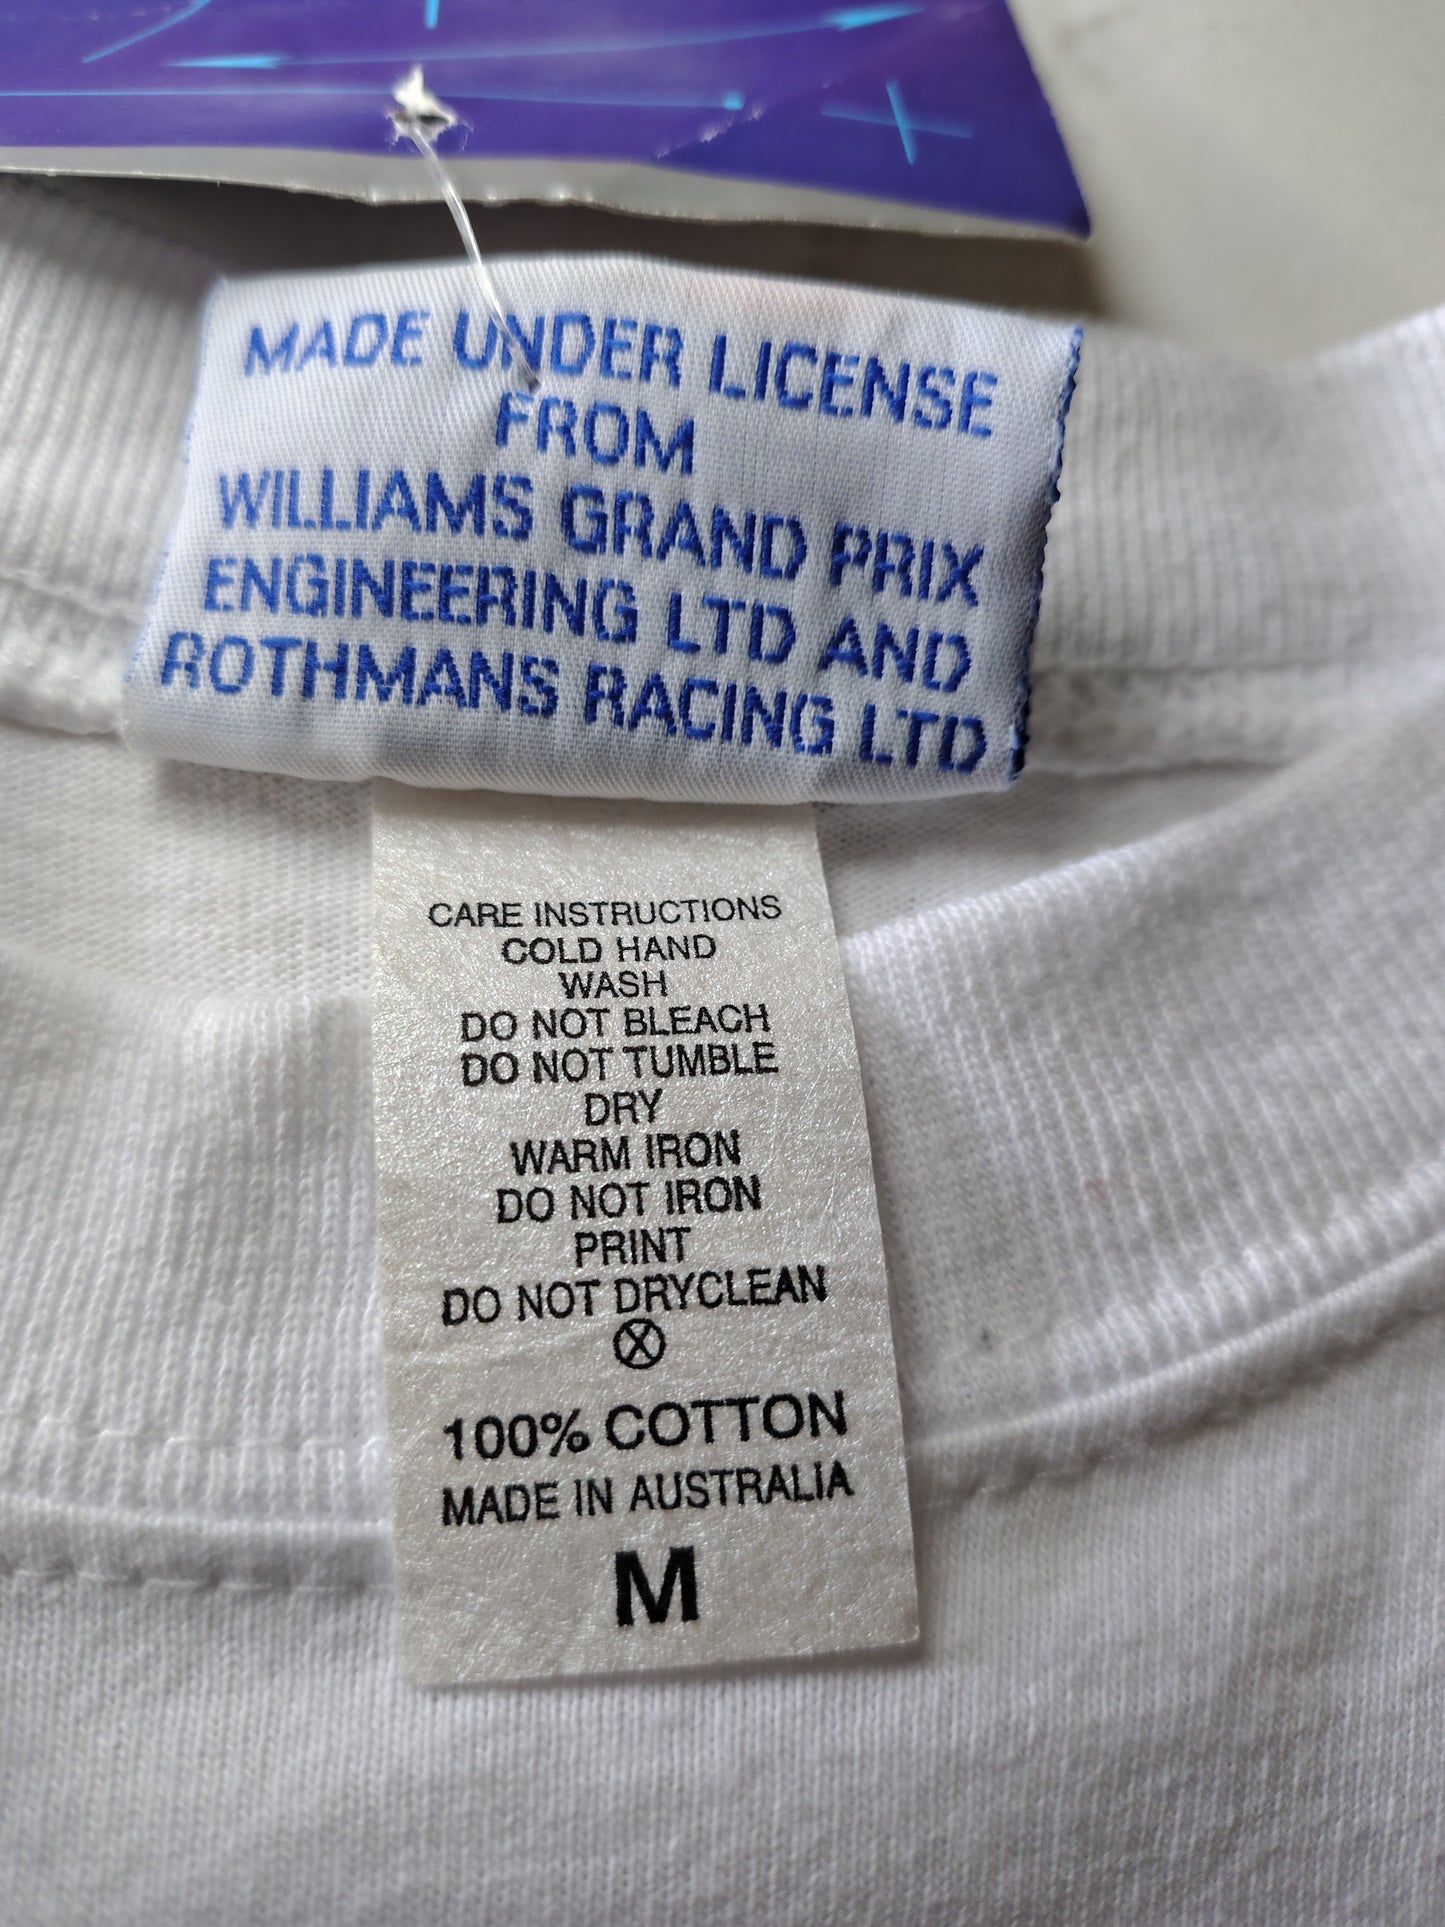 MADE UNDER LICENSE
FROM
WILLIAMS GRAND PRIX
ENGINEERING LTD AND
ROTHMANS RACING LTD
CARE INSTRUCTIONS
COLD HAND
WASH
DO NOT BLEACH
DO NOT TUMBLE
DRY
WARM IRON
DO NOT IRON
PRINT
DO NOT DRYCLEAN
100% COTTON
MADE IN AUSTRALIA
M